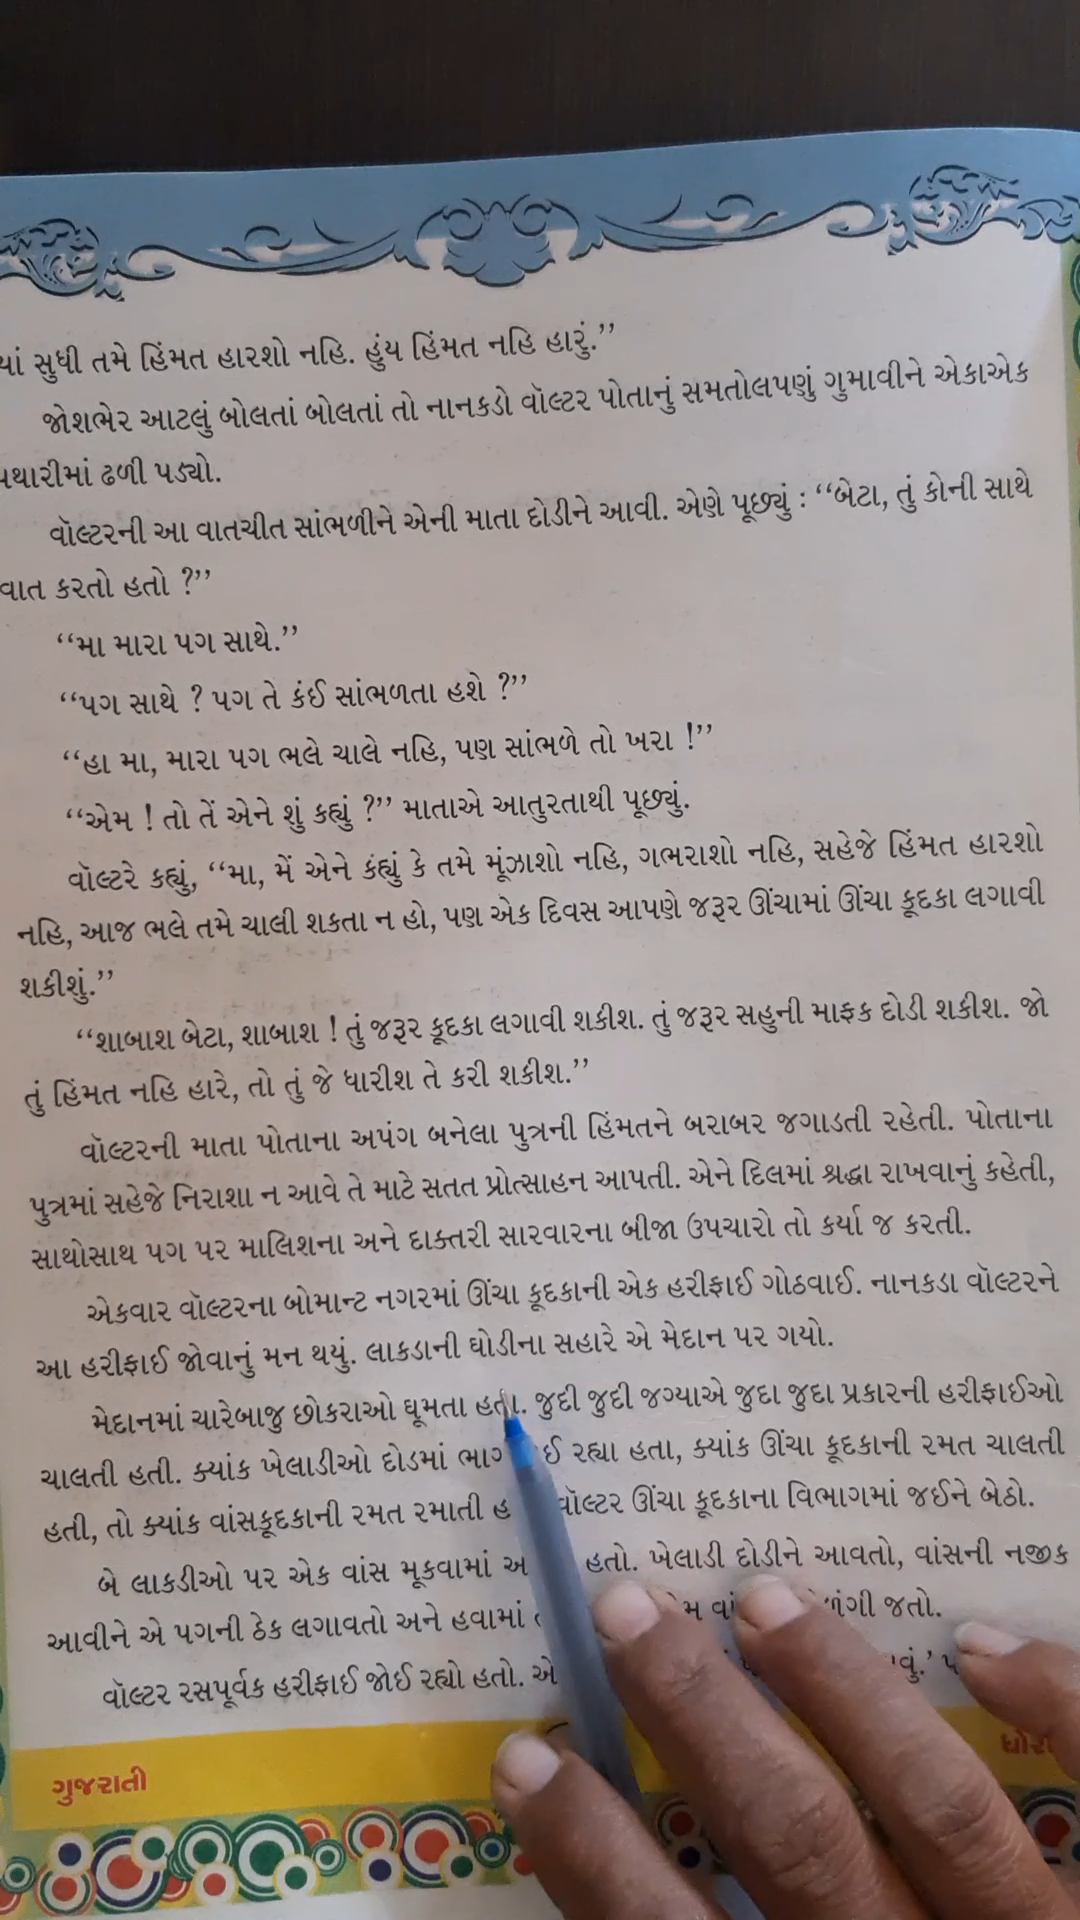 સુધી તમે હિંમત હારશો નહિ. હુંય હિંમત નહિ હારું.”
જોશભેર આટલું બોલતાં બોલતાં તો નાનકડો વૉલ્ટર પોતાનું સમતોલપણું ગુમાવીને એકાએક
પથારીમાં ઢળી પડ્યો.
વૉલ્ટરની આ વાતચીત સાંભળીને એની માતા દોડીને આવી. એણે પૂછ્યું : “બેટા, તું કોની સાથે
વાત કરતો હતો ?”
“મા મારા પગ સાથે.”
“પગ સાથે ? પગ તે કંઈ સાંભળતા હશે ?”
“હા મા, મારા પગ ભલે ચાલે નહિ, પણ સાંભળે તો ખરા !”
“એમ ! તો તેં એને શું કહ્યું ?” માતાએ આતુરતાથી પૂછ્યું.
વૉલ્ટરે કહ્યું, “મા, મેં એને કહ્યું કે તમે મૂંઝાશો નહિ, ગભરાશો નહિ, સહેજે હિંમત હારશો
નહિ, આજ ભલે તમે ચાલી શકતા ન હો, પણ એક દિવસ આપણે જરૂર ઊંચામાં ઊંચા કૂદકા લગાવી
શકીશું.”
“શાબાશ બેટા, શાબાશ ! તું જરૂર કૂદકા લગાવી શકીશ. તું જરૂર સહુની માફક દોડી શકીશ. જો
તું હિંમત નહિ હારે, તો તું જે ધારીશ તે કરી શકીશ.”
વૉલ્ટરની માતા પોતાના અપંગ બનેલા પુત્રની હિંમતને બરાબર જગાડતી રહેતી. પોતાના
પુત્રમાં સહેજે નિરાશા ન આવે તે માટે સતત પ્રોત્સાહન આપતી. એને દિલમાં શ્રદ્ધા રાખવાનું કહેતી,
સાથોસાથ પગ પર માલિશના અને દાક્તરી સારવારના બીજા ઉપચારો તો કર્યા જ કરતી.
એકવાર વૉલ્ટરના બોમાન્ટ નગરમાં ઊંચા કૂદકાની એક હરીફાઈ ગોઠવાઈ. નાનકડા વૉલ્ટરને
આ હરીફાઈ જોવાનું મન થયું. લાકડાની ઘોડીના સહારે એ મેદાન પર ગયો.
મેદાનમાં ચારેબાજુ છોકરાઓ ઘૂમતા હતા. જુદી જુદી જગ્યાએ જુદા જુદા પ્રકારની હરીફાઈઓ
ચાલતી હતી. ક્યાંક ખેલાડીઓ દોડમાં રહ્યા હતા, ક્યાંક ઊંચા કૂદકાની રમત ચાલતી
હતી, તો ક્યાંક વાંસકૂદકાની રમત રમાતી વૉલ્ટર ઊંચા કૂદકાના વિભાગમાં જઈને બેઠો.
બે લાકડીઓ પર એક વાંસ મૂકવામાં હતો. ખેલાડી દોડીને આવતો, વાંસની નજીક
આવીને એ પગની ઠેક લગાવતો અને હવામાં જતો.
વૉલ્ટર રસપૂર્વક હરીફાઈ જોઈ રહ્યો હતો.
ગુજરાતી